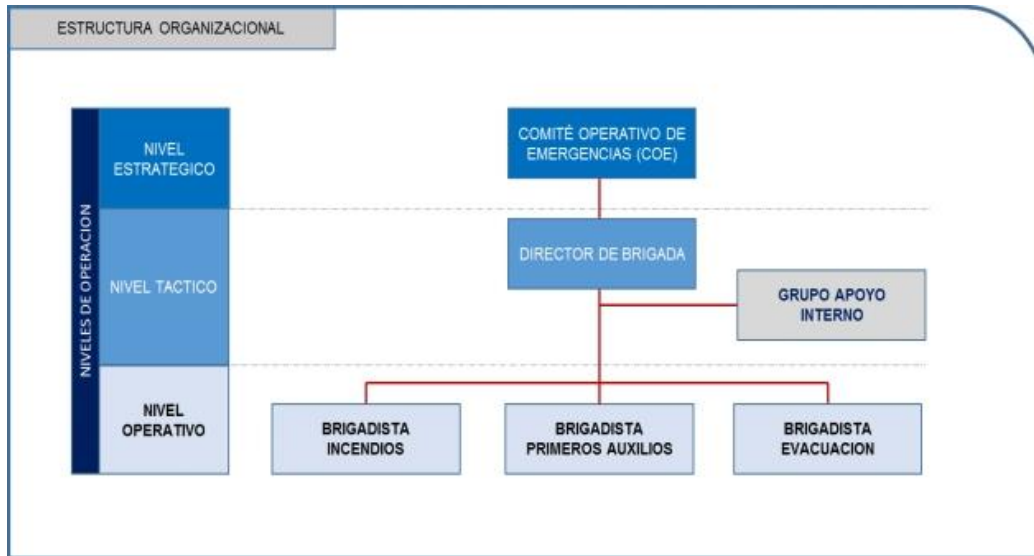 ESTRUCTURA ORGANIZACIONAL
NIVELES DE OPERACION
NIVEL
ESTRATEGICO
COMITÉ OPERATIVO DE
EMERGENCIAS (COE)
NIVEL TACTICO
DIRECTOR DE BRIGADA
GRUPO APOYO
INTERNO
NIVEL
OPERATIVO
BRIGADISTA
INCENDIOS
BRIGADISTA
PRIMEROS AUXILIOS
BRIGADISTA
EVACUACION